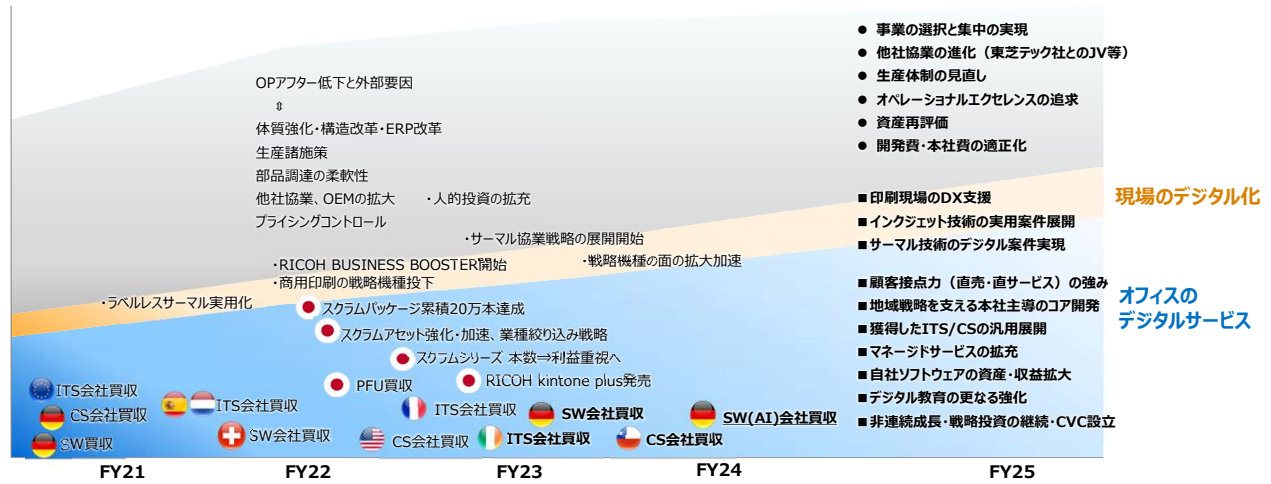 OPアフター低下と外部要因
⇕
体質強化・構造改革・ERP改革
生産諸施策
部品調達の柔軟性
他社協業、OEMの拡大
・人的投資の拡充
プライシングコントロール
・サーマル協業戦略の展開開始
・RICOH BUSINESS BOOSTER開始
・戦略機種の面の拡大加速
・商用印刷の戦略機種投下
・ラベルレスサーマル実用化
スクラムパッケージ累積20万本達成
スクラムアセット強化・加速、業種絞り込み戦略
スクラムシリーズ 本数⇒利益重視へ
PFU買収
RICOH kintone plus発売
ITS会社買収
CS会社買収
SW買収
ITS会社買収
SW会社買収
ITS会社買収
CS会社買収
SW会社買収
ITS会社買収
SW(AI)会社買収
CS会社買収
● 事業の選択と集中の実現
● 他社協業の進化（東芝テック社とのJV等）
● 生産体制の見直し
● オペレーショナルエクセレンスの追求
● 資産再評価
● 開発費・本社費の適正化
■印刷現場のDX支援
■インクジェット技術の実用案件展開
■サーマル技術のデジタル案件実現
現場のデジタル化
■顧客接点力（直売・直サービス）の強み
■地域戦略を支える本社主導のコア開発
■獲得したITS/CSの汎用展開
■マネージドサービスの拡充
■自社ソフトウェアの資産・収益拡大
■デジタル教育の更なる強化
■非連続成長・戦略投資の継続・CVC設立
オフィスの
デジタルサービス
FY21
FY22
FY23
FY24
FY25